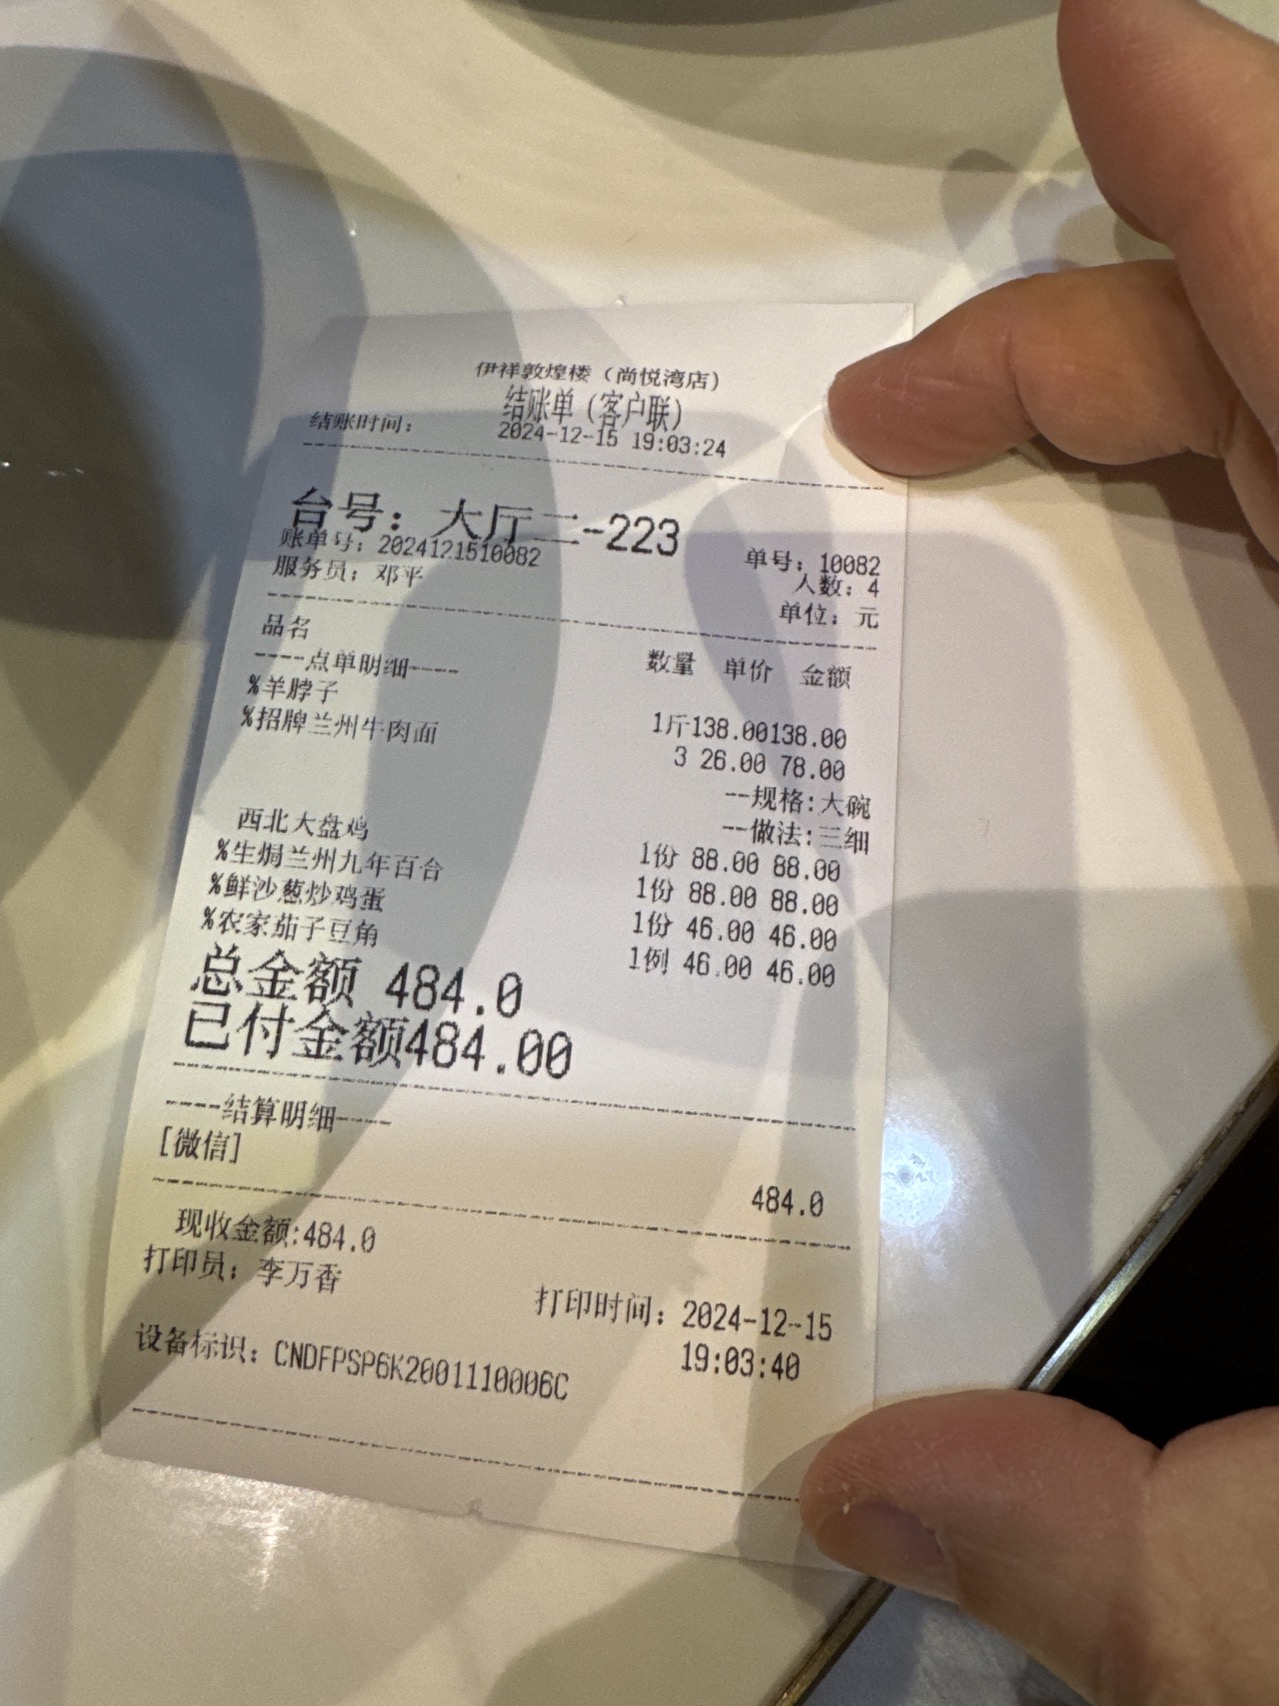 伊祥敦煌楼（尚悦湾店）
结账单（客户联）
结账时间： 2024-12-15 19:03:24
台号： 大厅二-223
账单号：2024121510082 单号：10082
服务员：邓平 人数：4
单位：元
品名 数量 单价 金额
----点单明细----
%羊脖子 1斤138.00138.00
%招牌兰州牛肉面 3 26.00 78.00
--规格:大碗
--做法:三细
西北大盘鸡 1份 88.00 88.00
%生焗兰州九年百合 1份 88.00 88.00
%鲜沙葱炒鸡蛋 1份 46.00 46.00
%农家茄子豆角 1例 46.00 46.00
总金额 484.0
已付金额484.00
----结算明细----
[微信] 484.0
现收金额:484.0
打印员：李万香 打印时间：2024-12-15
19:03:40
设备标识：CNDFPSP6K2001110006C